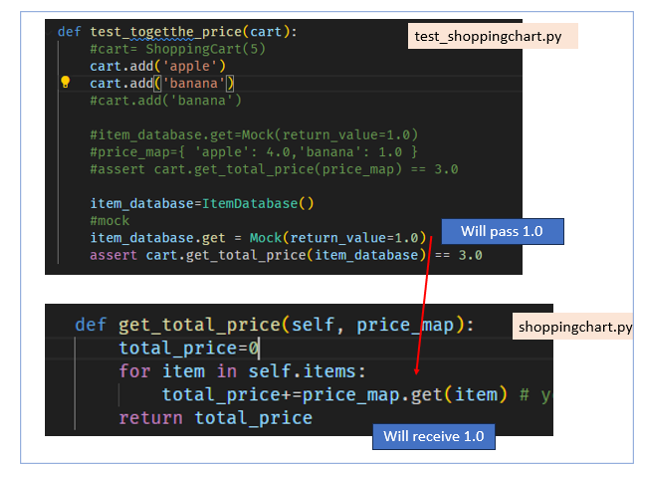 def test_togetthe_price(cart):
test_shoppingchart.py
#cart= ShoppingCart(5)
cart.add('apple')
cart.add('banana')
#cart.add('banana')
#item_database.get=Mock(return_value=1.0)
#price_map={ 'apple': 4.0,'banana': 1.0 }
#assert cart.get_total_price(price_map) == 3.0
item_database=ItemDatabase()
#mock
item_database.get = Mock(return_value=1.0)
Will pass 1.0
assert cart.get_total_price(item_database) == 3.0
def get_total_price(self, price_map):
shoppingchart.py
total_price=0
for item in self.items:
total_price+=price_map.get(item) #
return total_price
Will receive 1.0